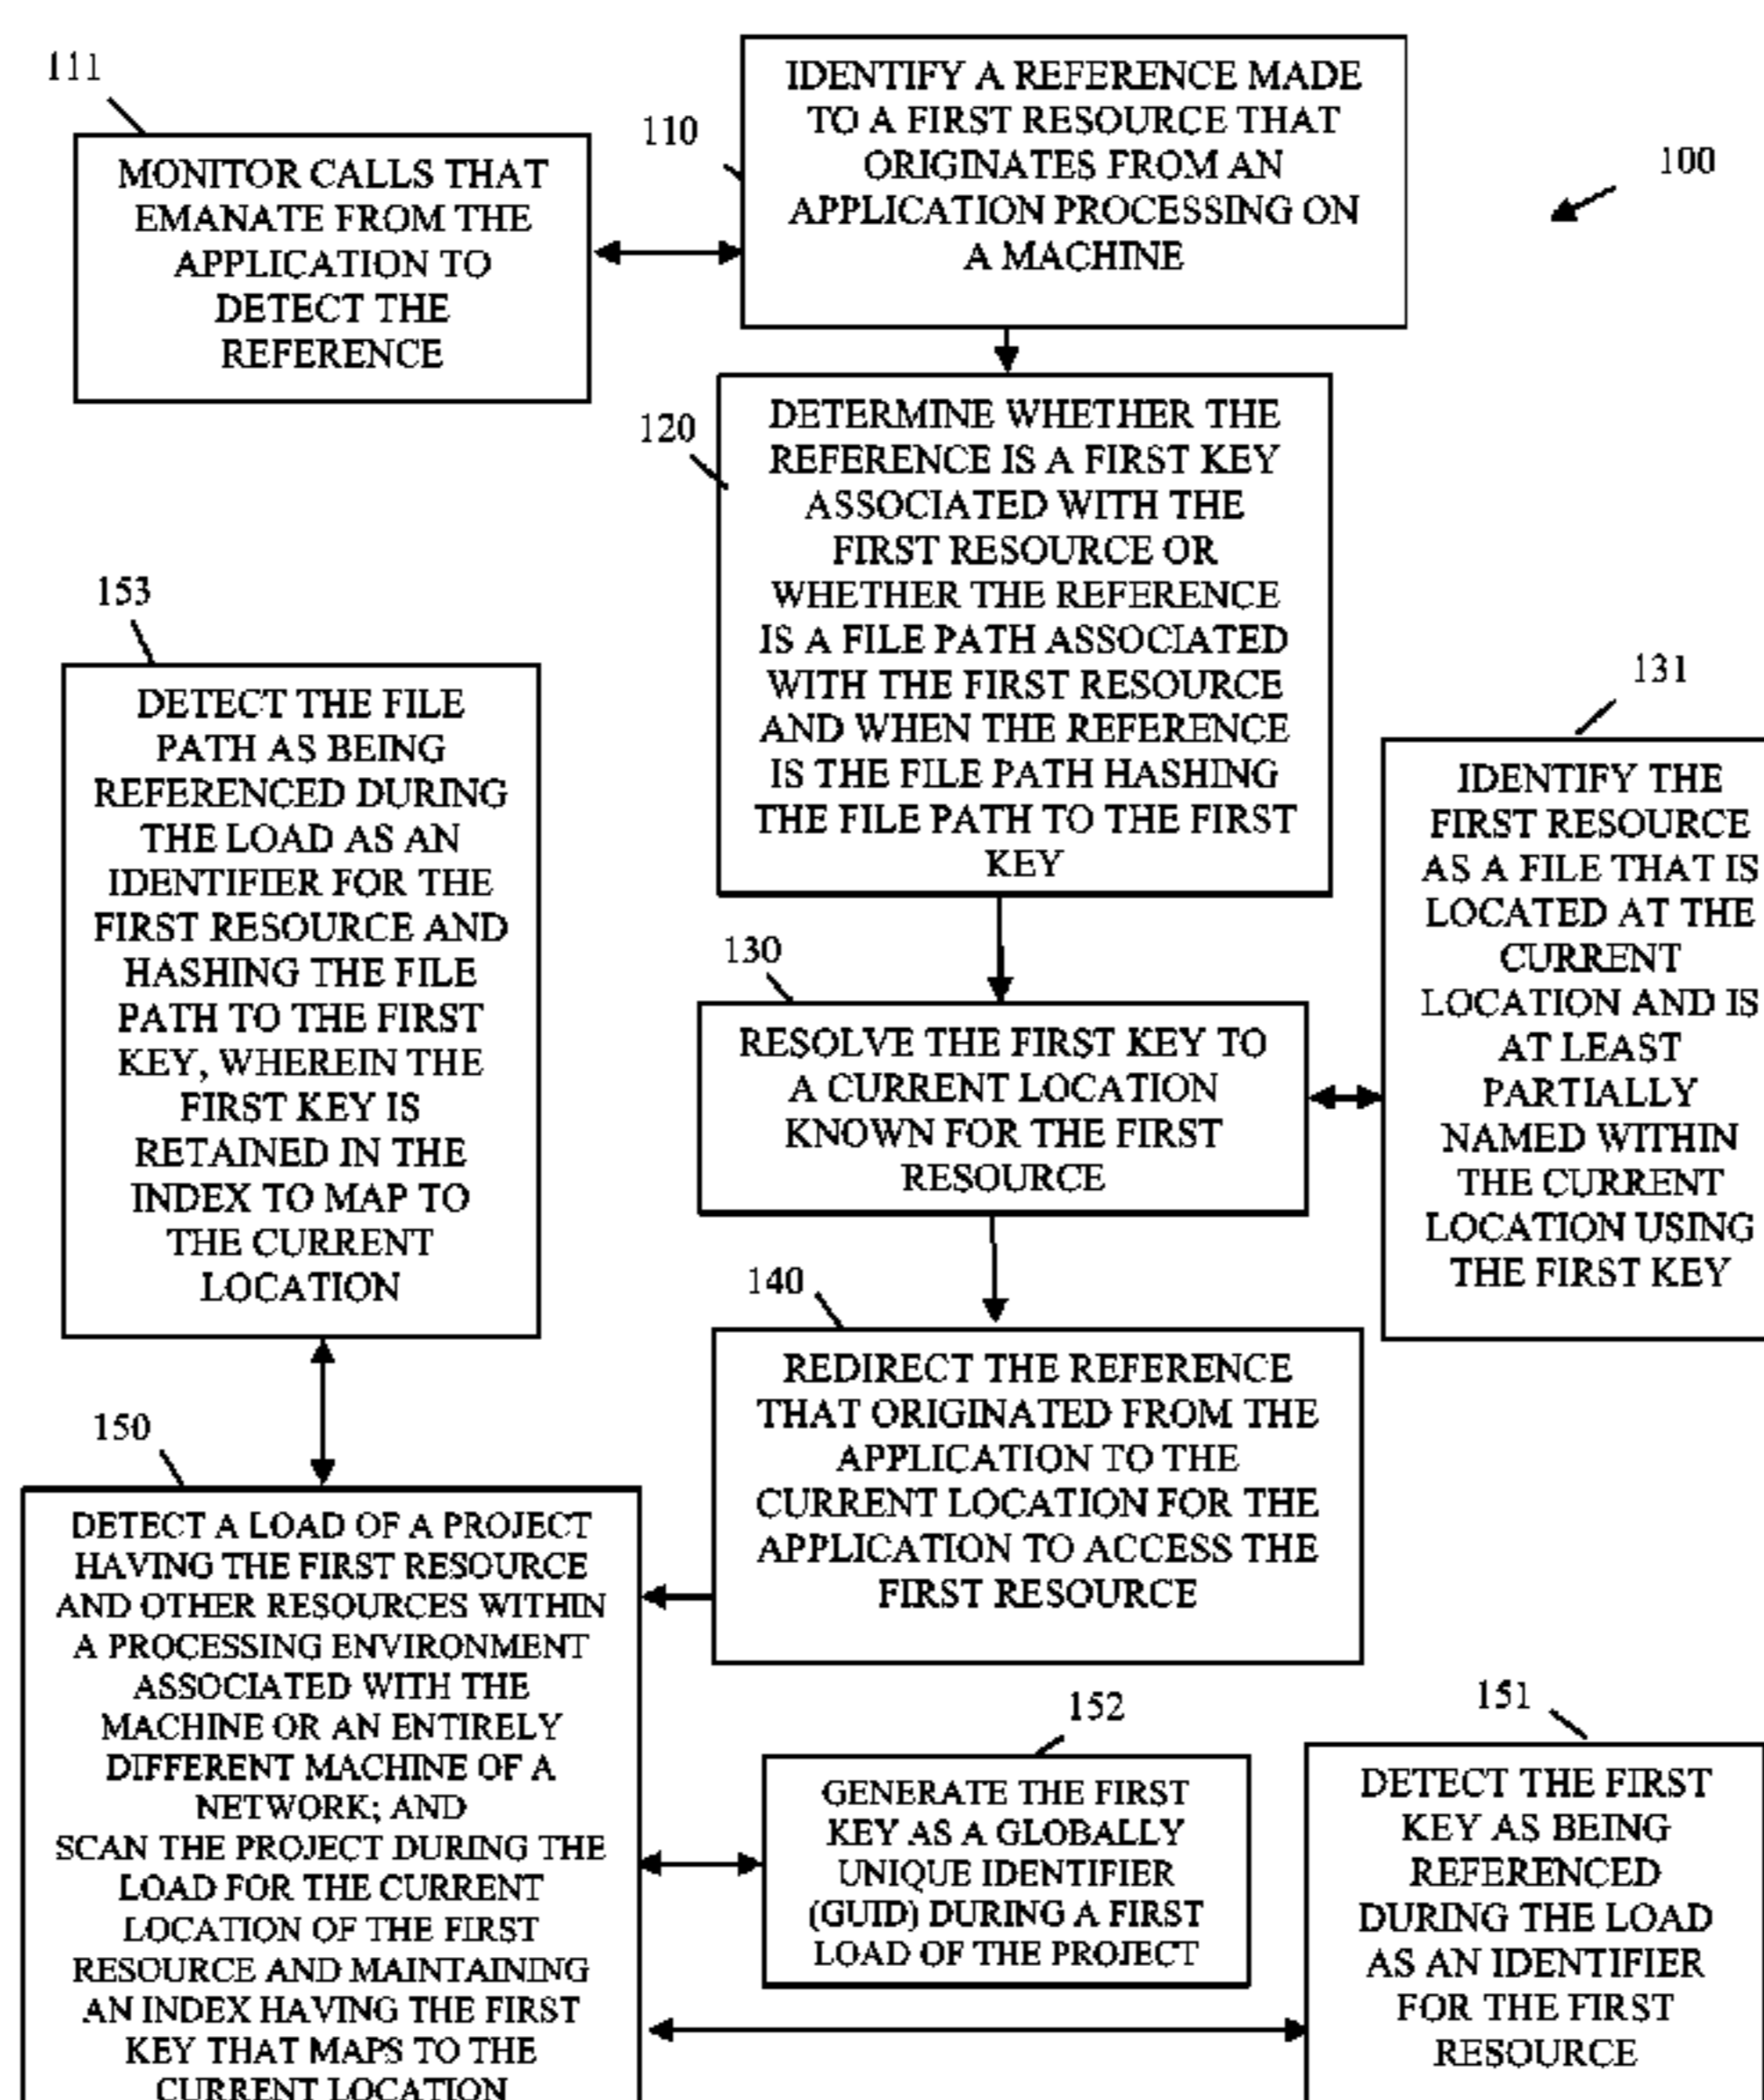 111
MONITOR CALLS THAT
EMANATE FROM THE
APPLICATION TO
DETECT THE
REFERENCE
110
IDENTIFY A REFERENCE MADE
TO A FIRST RESOURCE THAT
ORIGINATES FROM AN
APPLICATION PROCESSING ON
A MACHINE
100
120
DETERMINE WHETHER THE
REFERENCE IS A FIRST KEY
ASSOCIATED WITH THE
FIRST RESOURCE OR
WHETHER THE REFERENCE
IS A FILE PATH ASSOCIATED
WITH THE FIRST RESOURCE
AND WHEN THE REFERENCE
IS THE FILE PATH HASHING
THE FILE PATH TO THE FIRST
KEY
153
DETECT THE FILE
PATH AS BEING
REFERENCED DURING
THE LOAD AS AN
IDENTIFIER FOR THE
FIRST RESOURCE AND
HASHING THE FILE
PATH TO THE FIRST
KEY, WHEREIN THE
FIRST KEY IS
RETAINED IN THE
INDEX TO MAP TO
THE CURRENT
LOCATION
131
IDENTIFY THE
FIRST RESOURCE
AS A FILE THAT IS
LOCATED AT THE
CURRENT
LOCATION AND IS
AT LEAST
PARTIALLY
NAMED WITHIN
THE CURRENT
LOCATION USING
THE FIRST KEY
130
RESOLVE THE FIRST KEY TO
A CURRENT LOCATION
KNOWN FOR THE FIRST
RESOURCE
140
REDIRECT THE REFERENCE
THAT ORIGINATED FROM THE
APPLICATION TO THE
CURRENT LOCATION FOR THE
APPLICATION TO ACCESS THE
FIRST RESOURCE
150
DETECT A LOAD OF A PROJECT
HAVING THE FIRST RESOURCE
AND OTHER RESOURCES WITHIN
A PROCESSING ENVIRONMENT
ASSOCIATED WITH THE
MACHINE OR AN ENTIRELY
DIFFERENT MACHINE OF A
NETWORK; AND
SCAN THE PROJECT DURING THE
LOAD FOR THE CURRENT
LOCATION OF THE FIRST
RESOURCE AND MAINTAINING
AN INDEX HAVING THE FIRST
KEY THAT MAPS TO THE
CURRENT LOCATION
152
GENERATE THE FIRST
KEY AS A GLOBALLY
UNIQUE IDENTIFIER
(GUID) DURING A FIRST
LOAD OF THE PROJECT
151
DETECT THE FIRST
KEY AS BEING
REFERENCED
DURING THE LOAD
AS AN IDENTIFIER
FOR THE FIRST
RESOURCE